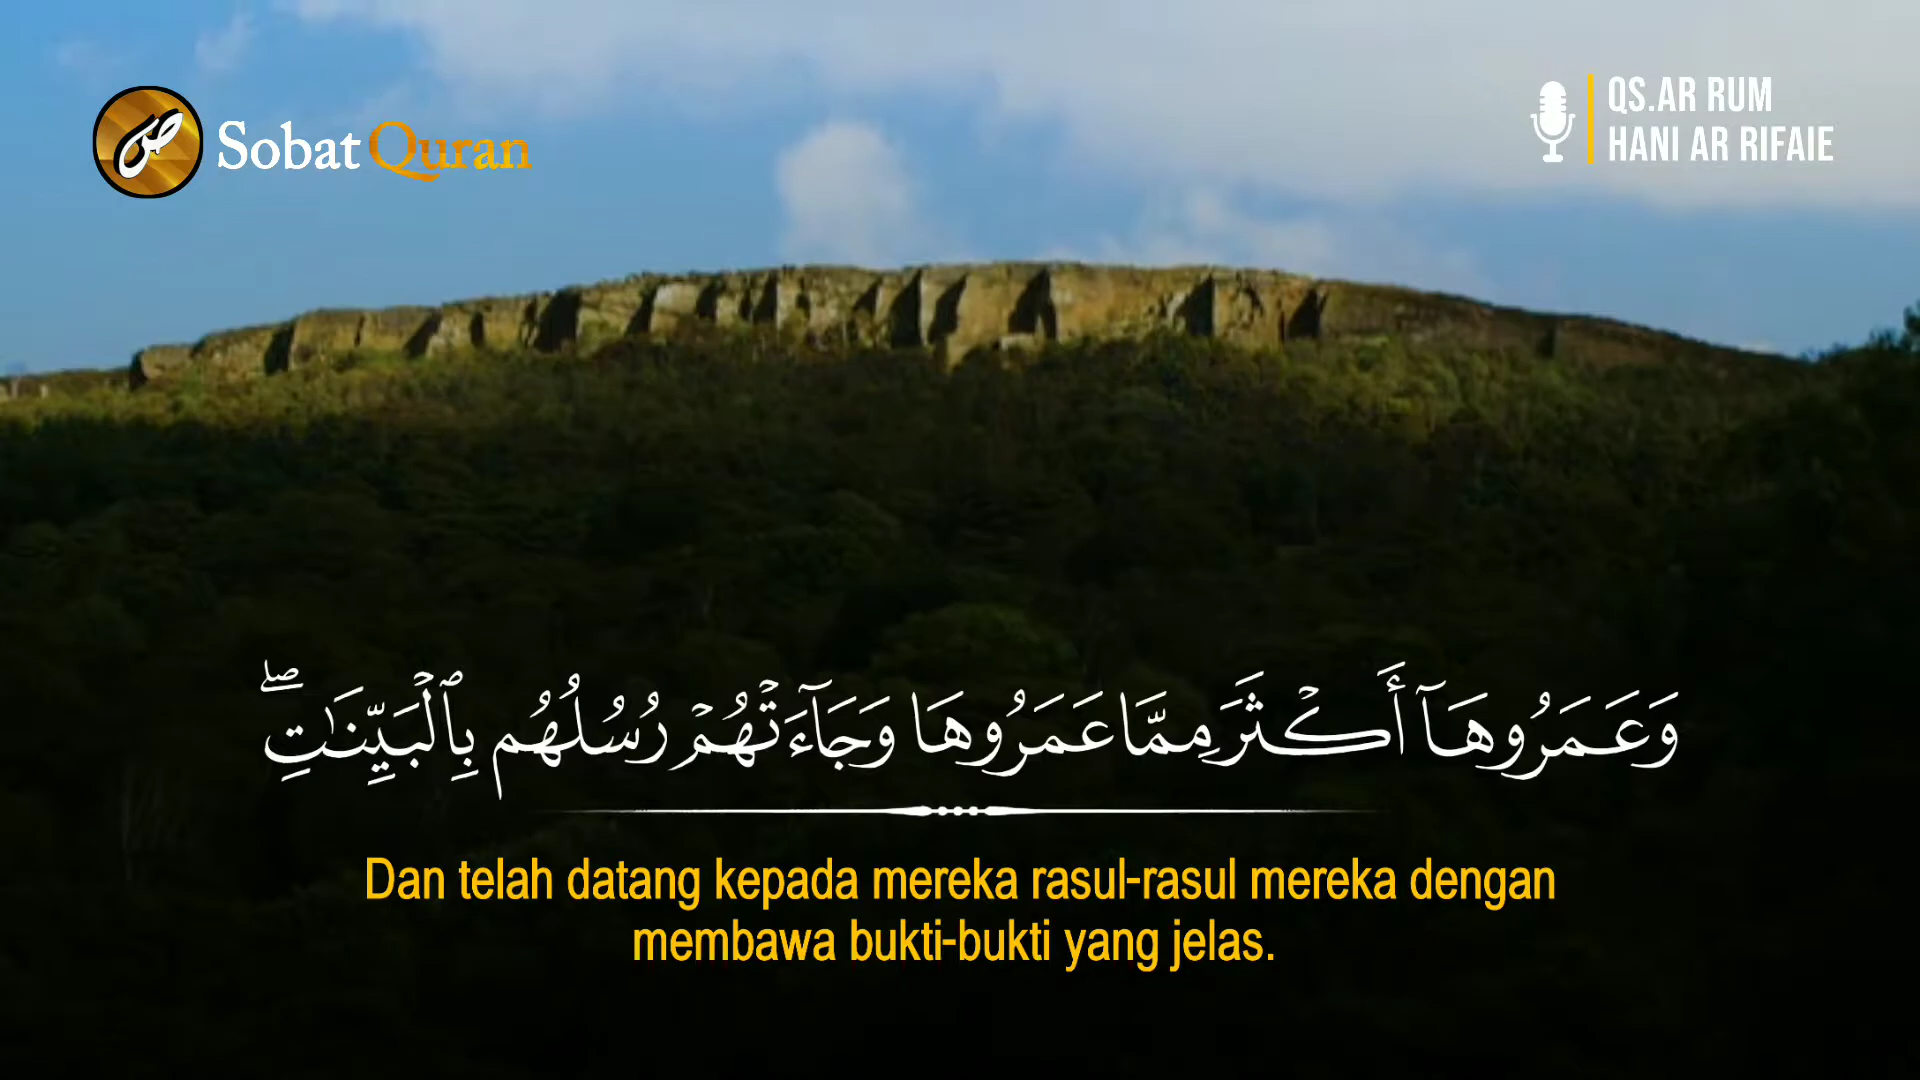 Sobat Quran
QS.AR RUM
HANI AR RIFAIE
وَعَمَرُوهَآ أَكۡثَرَ مِمَّا عَمَرُوهَا وَجَآءَتۡهُمۡ رُسُلُهُم بِٱلۡبَيِّنَٰتِۖ
Dan telah datang kepada mereka rasul-rasul mereka dengan
membawa bukti-bukti yang jelas.